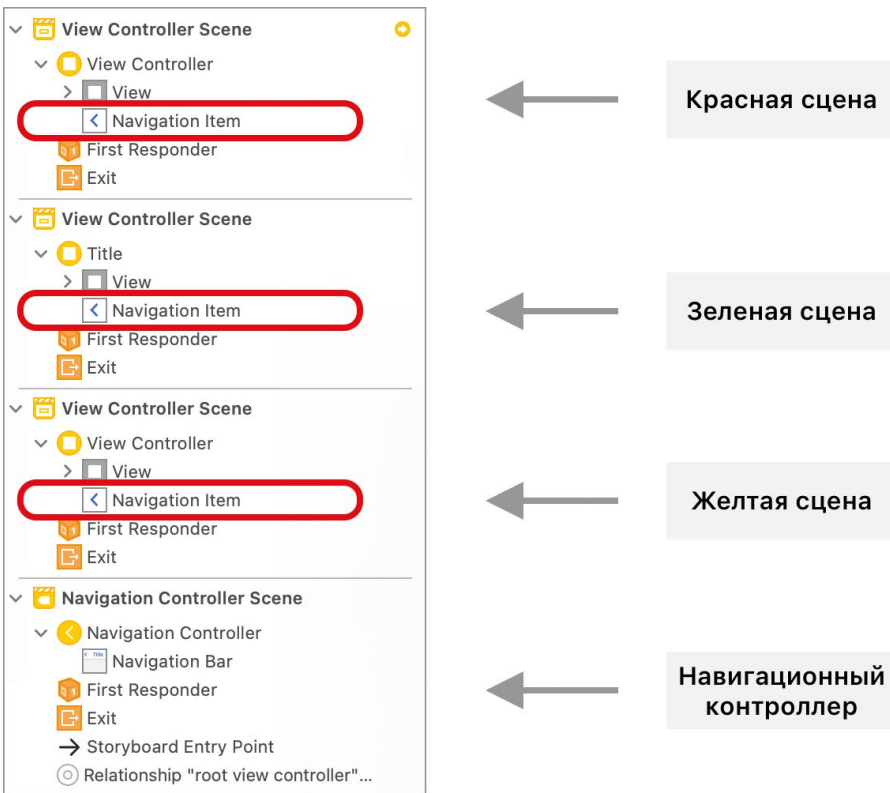 View Controller Scene
View Controller
View
Navigation Item
First Responder
Exit
Красная сцена
View Controller Scene
Title
View
Navigation Item
First Responder
Exit
Зеленая сцена
View Controller Scene
View Controller
View
Navigation Item
First Responder
Exit
Желтая сцена
Navigation Controller Scene
Navigation Controller
Navigation Bar
First Responder
Exit
Storyboard Entry Point
Relationship "root view controller"...
Навигационный
контроллер